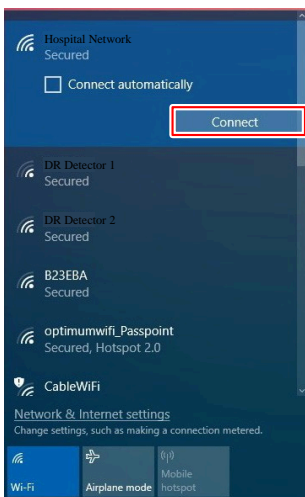 Hospital Network
Secured
Connect automatically
Connect
DR Detector 1
Secured
DR Detector 2
Secured
B23EBA
Secured
optimumwifi_Passpoint
Secured, Hotspot 2.0
CableWiFi
Network & Internet settings
Change settings, such as making a connection metered.
Wi-Fi
Airplane mode
Mobile
hotspot